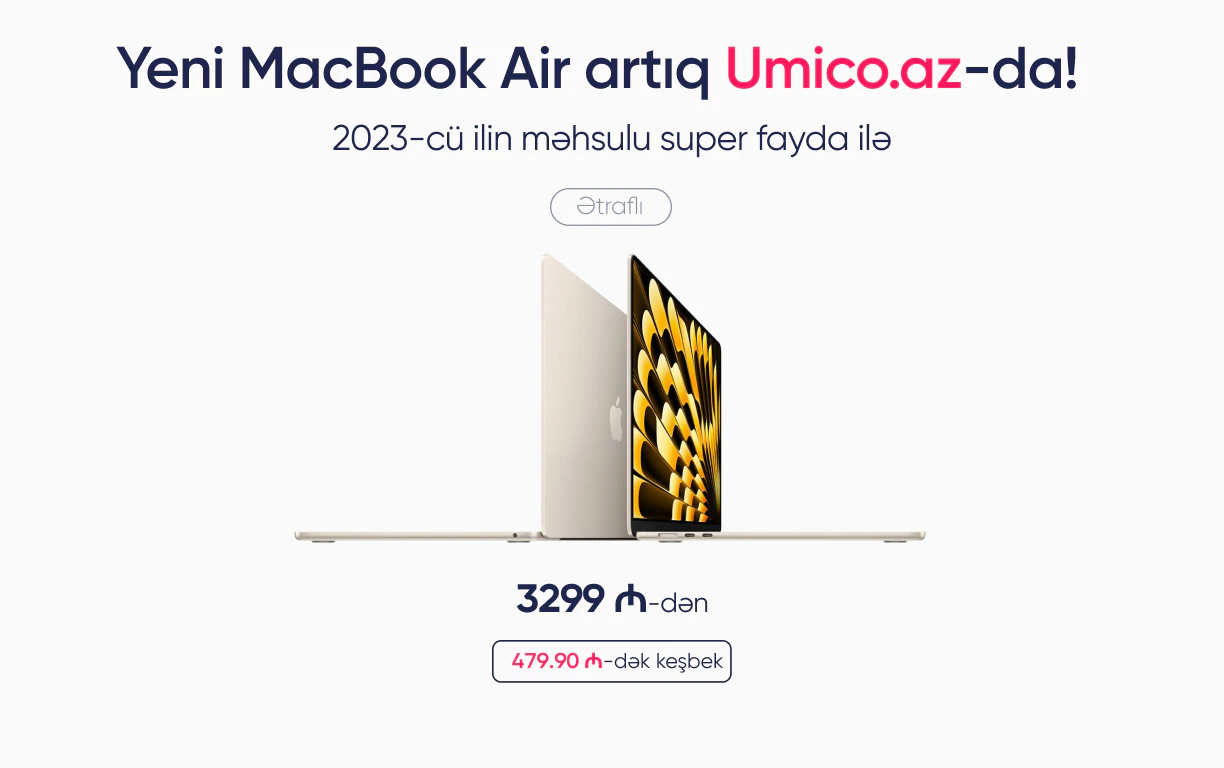 Yeni MacBook Air artıq Umico.az-da!
2023-cü ilin məhsulu super fayda ilə
Ətraflı
3299 ₼-dən
479.90 ₼-dək keşbek